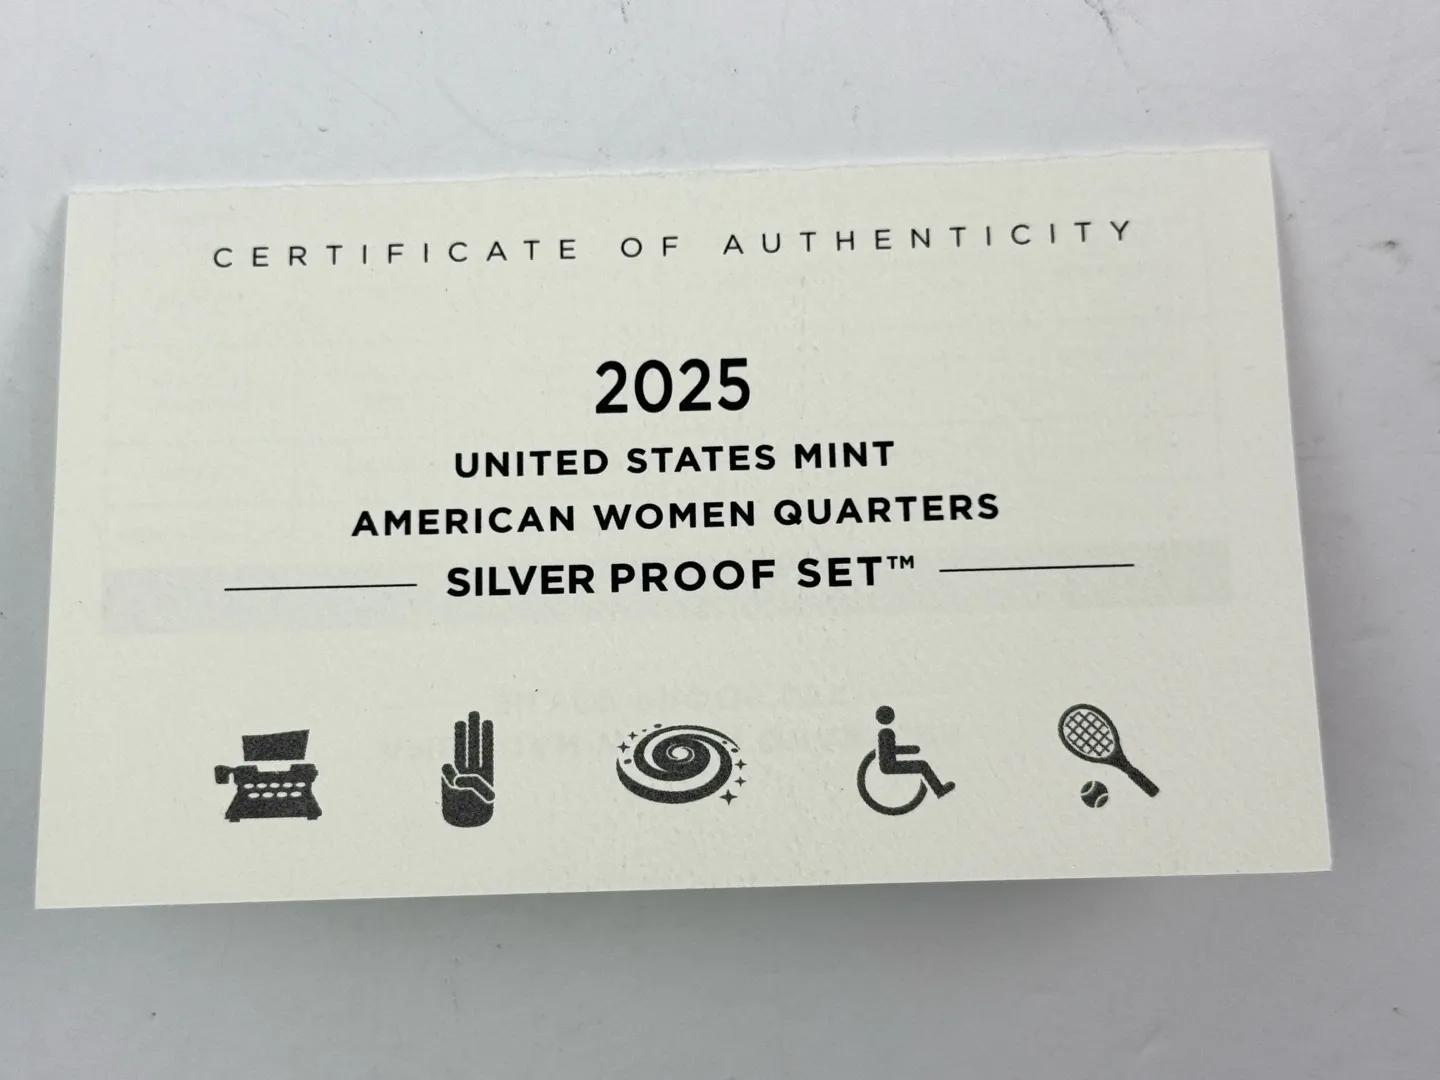 CERTIFICATE OF AUTHENTICITY
2025
UNITED STATES MINT
AMERICAN WOMEN QUARTERS
SILVER PROOF SET™